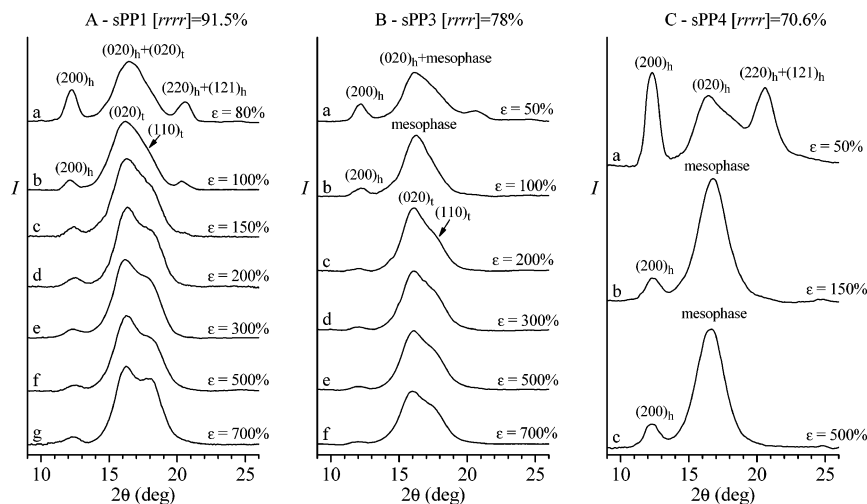 A - sPP1 [rrrr]=91.5%
(020)h+(020)t
(200)h
(220)h+(121)h
a
ε = 80%
(020)t
(110)t
(200)h
b
ε = 100%
I
c
ε = 150%
d
ε = 200%
e
ε = 300%
f
ε = 500%
g
ε = 700%
10 15 20 25
2θ (deg)
B - sPP3 [rrrr]=78%
(020)h+mesophase
(200)h
a
ε = 50%
mesophase
(200)h
b
ε = 100%
I
(020)t
(110)t
c
ε = 200%
d
ε = 300%
e
ε = 500%
f
ε = 700%
10 15 20 25
2θ (deg)
C - sPP4 [rrrr]=70.6%
(200)h
(020)h
(220)h+(121)h
a
ε = 50%
I
mesophase
(200)h
b
ε = 150%
mesophase
(200)h
c
ε = 500%
10 15 20 25
2θ (deg)